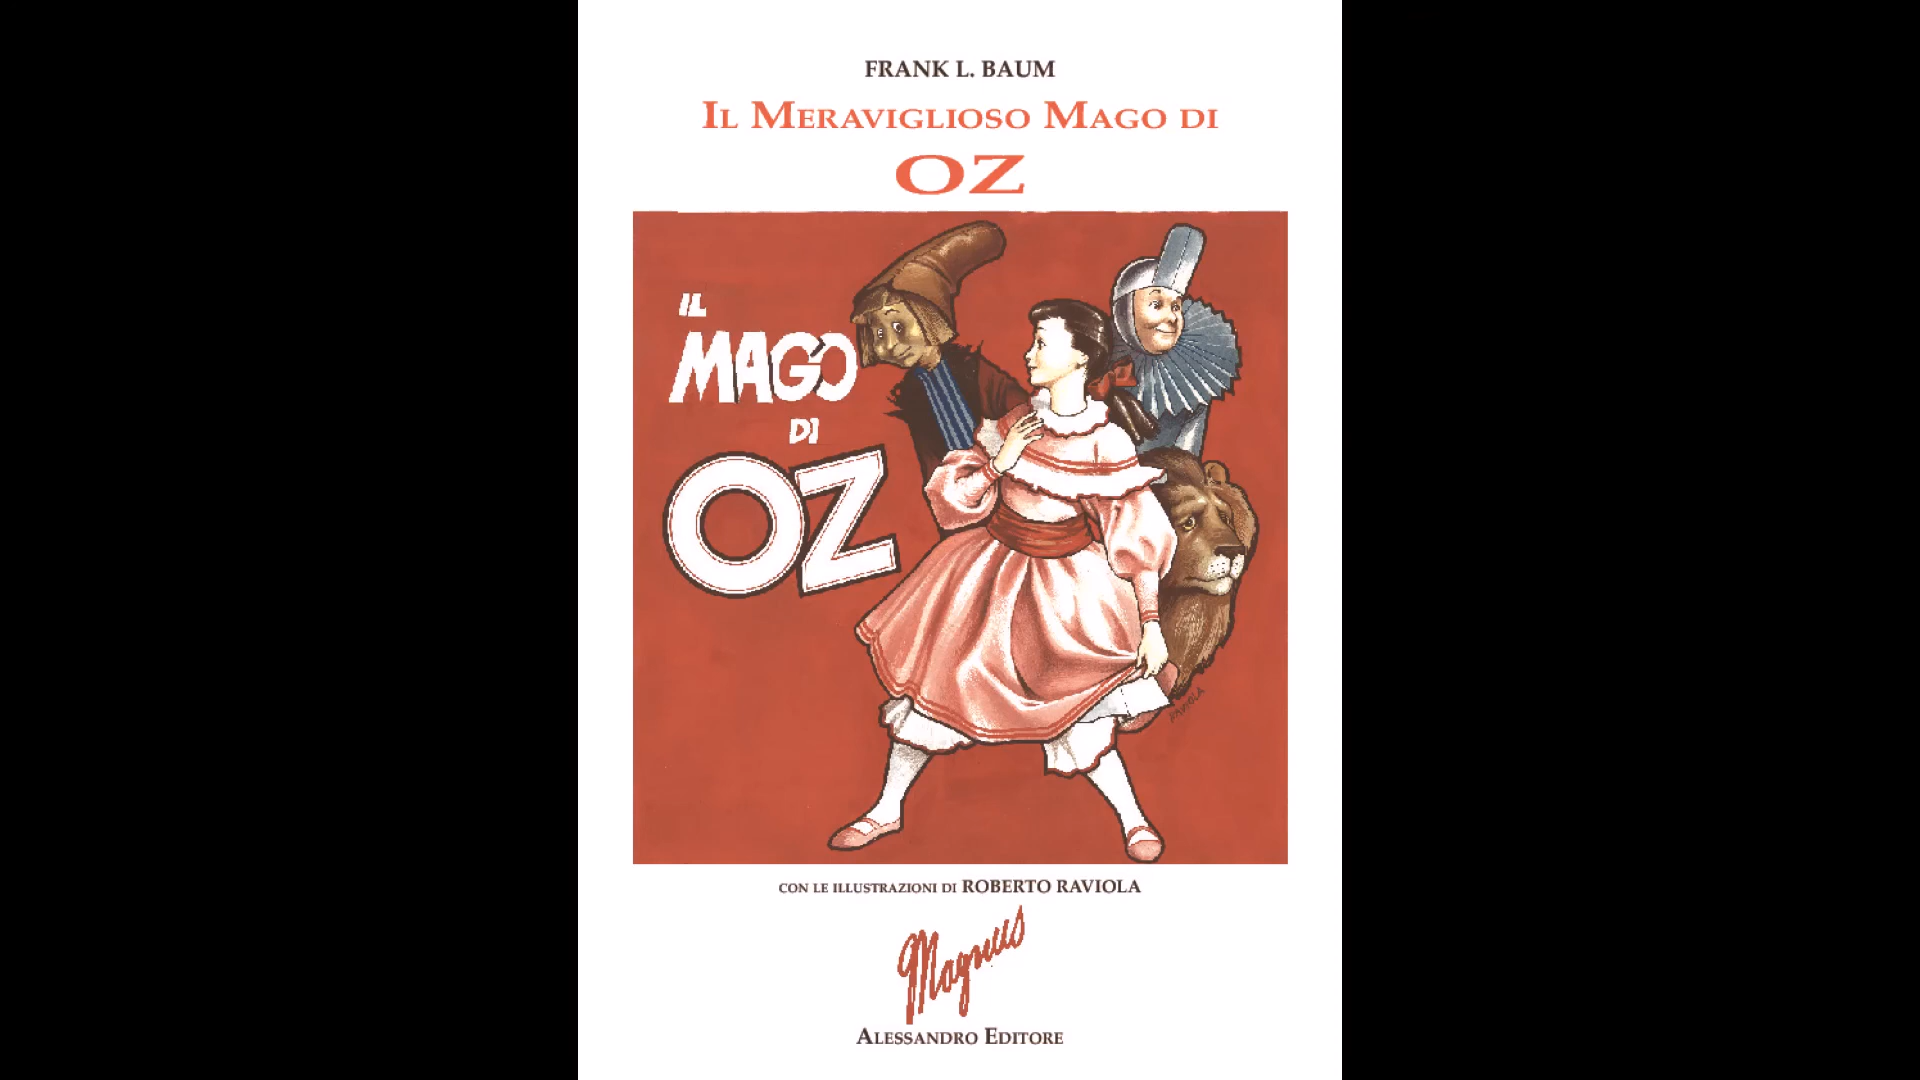 FRANK L. BAUM
IL MERAVIGLIOSO MAGO DI
OZ
IL
MAGO
DI
OZ
RAVIOLA
CON LE ILLUSTRAZIONI DI ROBERTO RAVIOLA
Magnus
ALESSANDRO EDITORE